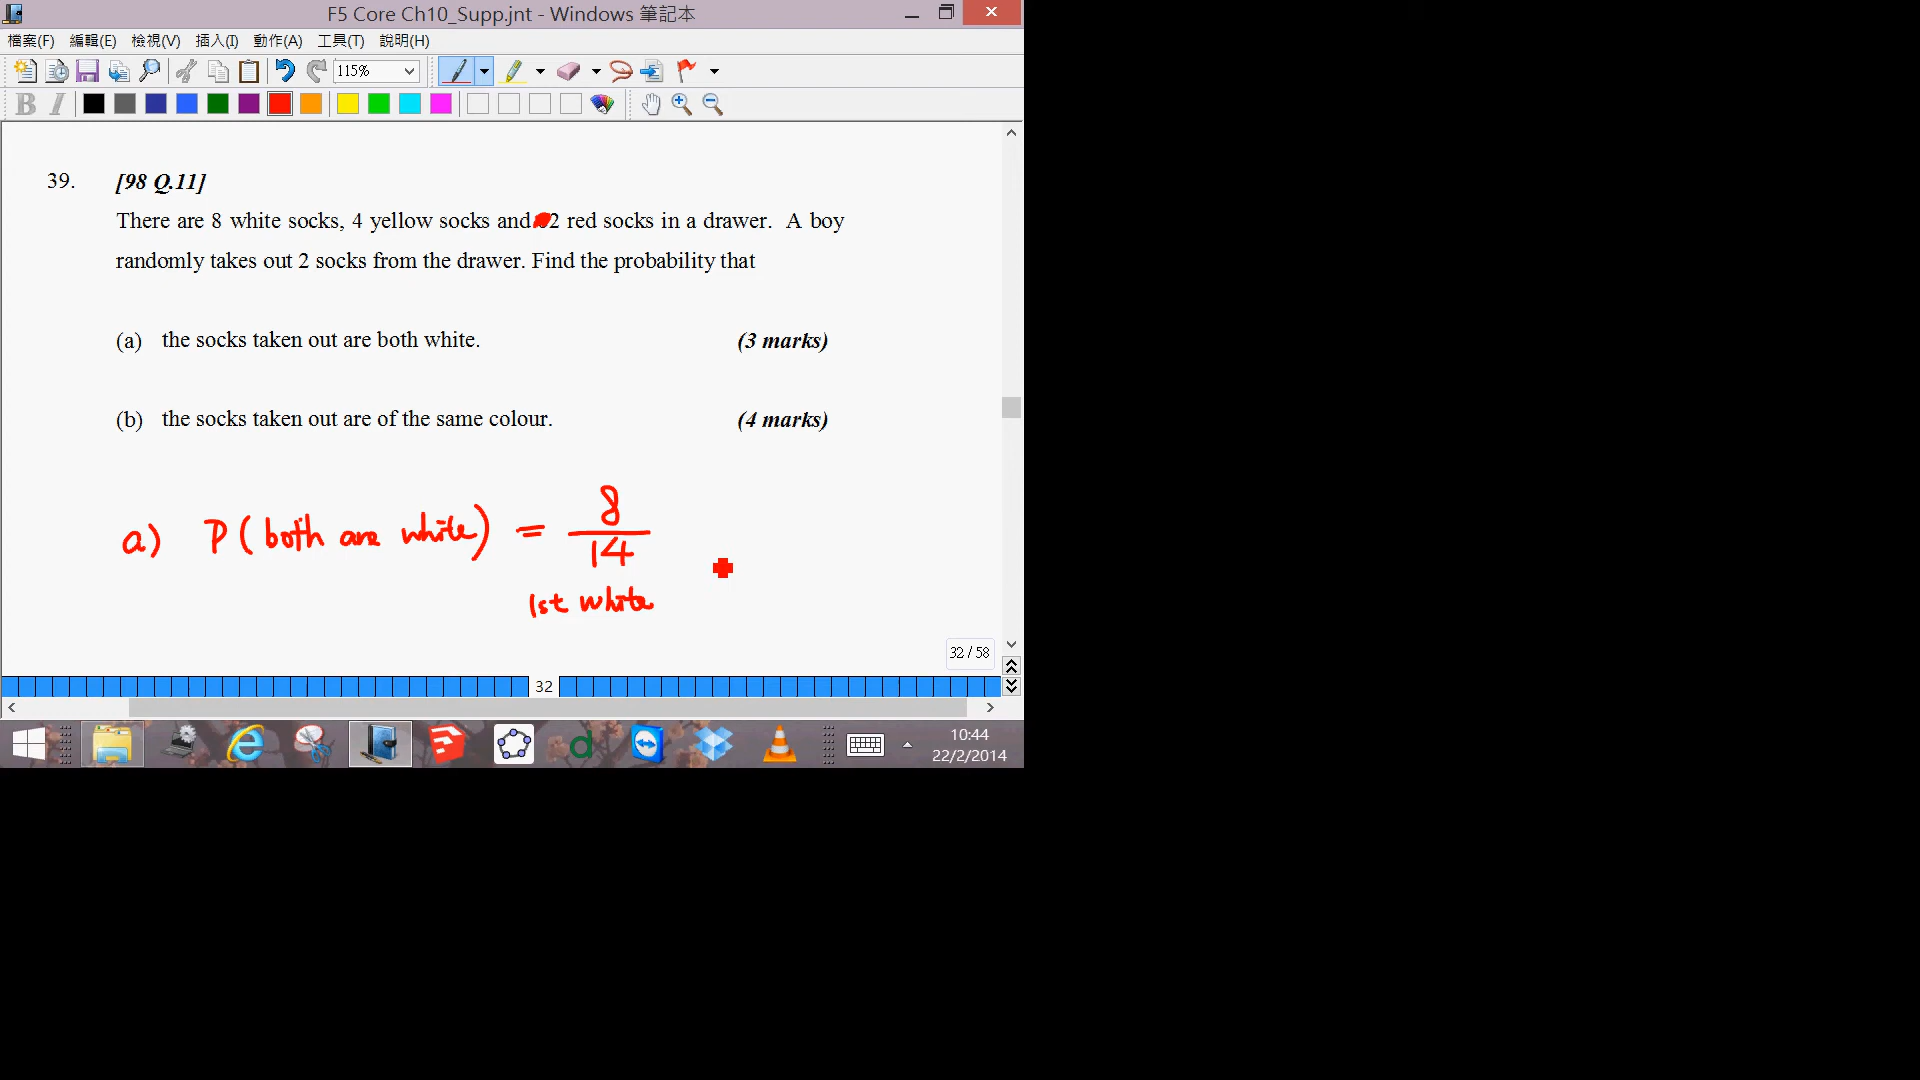 F5 Core Ch10_Supp.jnt - Windows 筆記本
檔案(F) 編輯(E) 檢視(V) 插入(I) 動作(A) 工具(T) 說明(H)
115%
B I
39. [98 Q.11]
There are 8 white socks, 4 yellow socks and 2 red socks in a drawer. A boy
randomly takes out 2 socks from the drawer. Find the probability that
(a) the socks taken out are both white. (3 marks)
(b) the socks taken out are of the same colour. (4 marks)
a) P(both are white) = 8/14
1st white
32 / 58
32
d
10:44
22/2/2014